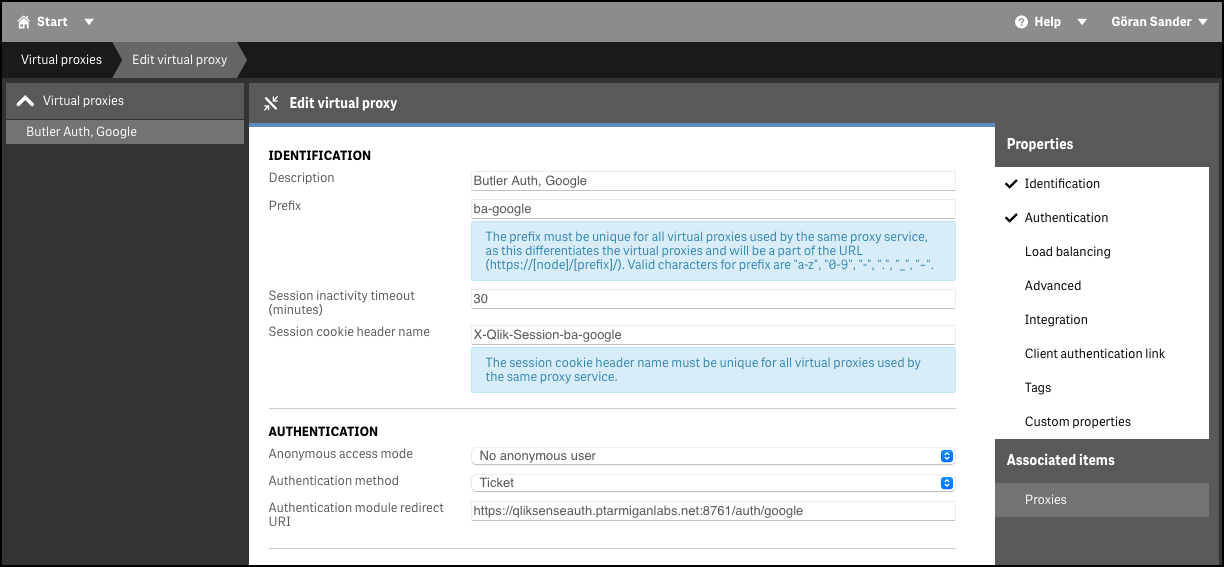 Start
Help
Göran Sander
Virtual proxies
Edit virtual proxy
Virtual proxies
Butler Auth, Google
Edit virtual proxy
IDENTIFICATION
Description
Butler Auth, Google
Prefix
ba-google
The prefix must be unique for all virtual proxies used by the same proxy service,
as this differentiates the virtual proxies and will be a part of the URL
(https://[node]/[prefix]/). Valid characters for prefix are "a-z", "0-9", "-", ".", "_", "~".
Session inactivity timeout
(minutes)
30
Session cookie header name
X-Qlik-Session-ba-google
The session cookie header name must be unique for all virtual proxies used by
the same proxy service.
AUTHENTICATION
Anonymous access mode
No anonymous user
Authentication method
Ticket
Authentication module redirect
URI
https://qliksenseauth.ptarmiganlabs.net:8761/auth/google
Properties
Identification
Authentication
Load balancing
Advanced
Integration
Client authentication link
Tags
Custom properties
Associated items
Proxies